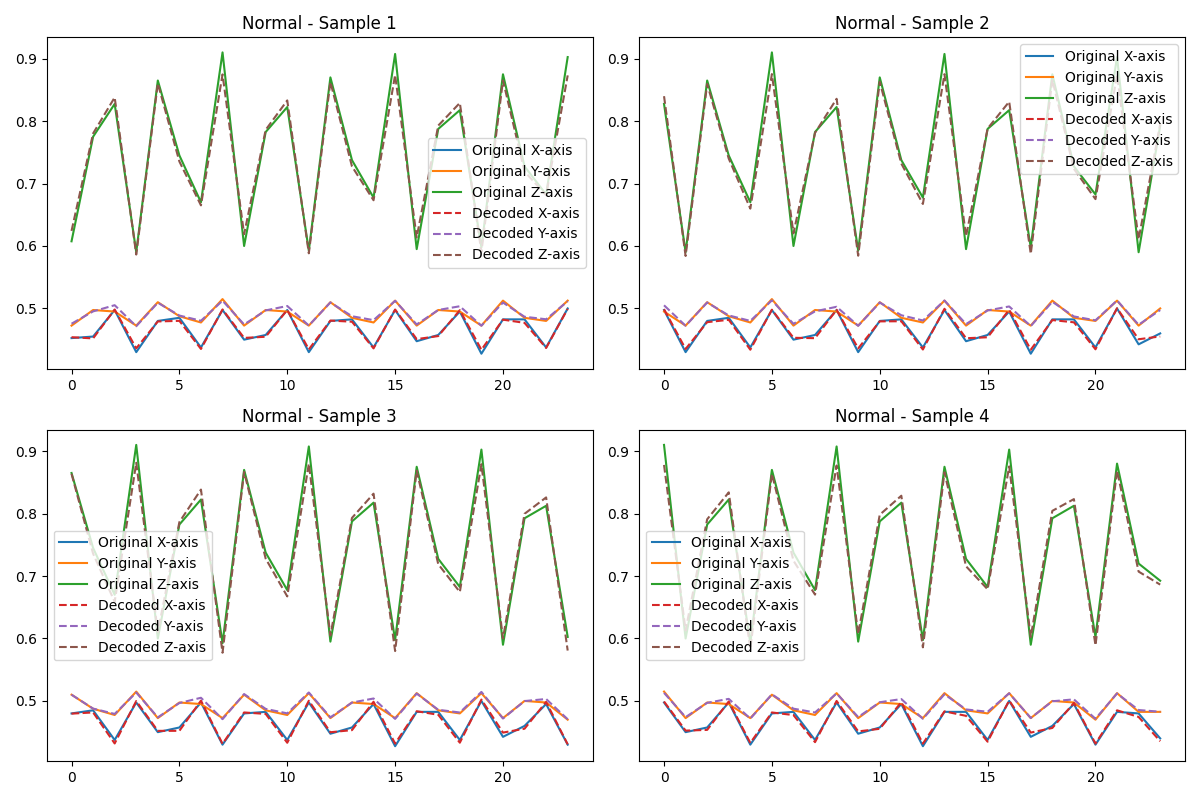 Normal - Sample 1
0.9
0.8
0.7
0.6
0.5
0 5 10 15 20
Original X-axis
Original Y-axis
Original Z-axis
Decoded X-axis
Decoded Y-axis
Decoded Z-axis
Normal - Sample 2
0.9
0.8
0.7
0.6
0.5
0 5 10 15 20
Original X-axis
Original Y-axis
Original Z-axis
Decoded X-axis
Decoded Y-axis
Decoded Z-axis
Normal - Sample 3
0.9
0.8
0.7
0.6
0.5
0 5 10 15 20
Original X-axis
Original Y-axis
Original Z-axis
Decoded X-axis
Decoded Y-axis
Decoded Z-axis
Normal - Sample 4
0.9
0.8
0.7
0.6
0.5
0 5 10 15 20
Original X-axis
Original Y-axis
Original Z-axis
Decoded X-axis
Decoded Y-axis
Decoded Z-axis